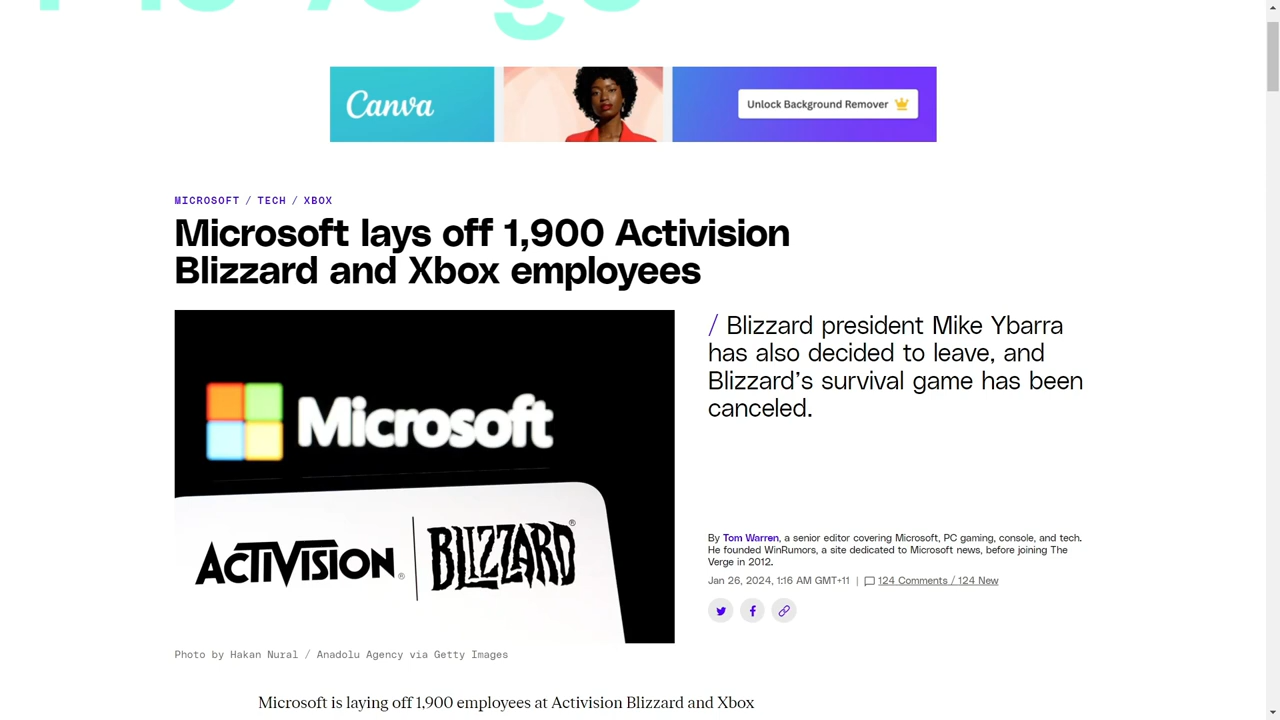 Canva
Unlock Background Remover
MICROSOFT / TECH / XBOX
Microsoft lays off 1,900 Activision
Blizzard and Xbox employees
/ Blizzard president Mike Ybarra
has also decided to leave, and
Blizzard’s survival game has been
canceled.
Microsoft
ACTIVISION® BLIZZARD®
By Tom Warren, a senior editor covering Microsoft, PC gaming, console, and tech.
He founded WinRumors, a site dedicated to Microsoft news, before joining The
Verge in 2012.
Jan 26, 2024, 1:16 AM GMT+11 | 124 Comments / 124 New
Photo by Hakan Nural / Anadolu Agency via Getty Images
Microsoft is laying off 1,900 employees at Activision Blizzard and Xbox